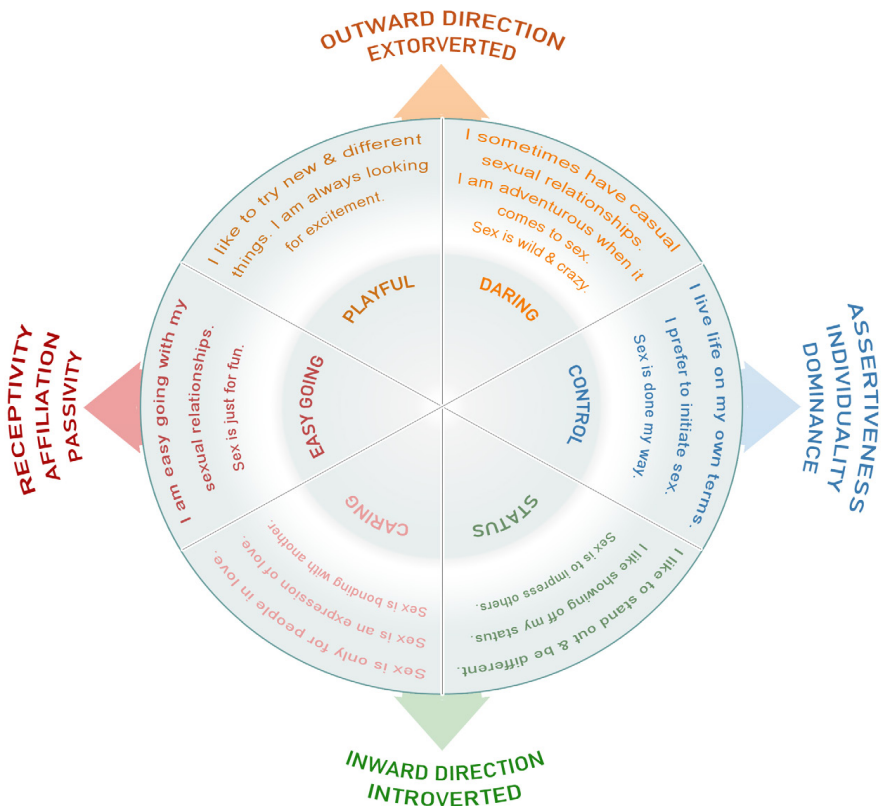 OUTWARD DIRECTION
EXTORVERTED
I like to try new & different
things. I am always looking
for excitement.
PLAYFUL
I sometimes have casual
sexual relationships.
I am adventurous when it
comes to sex.
Sex is wild & crazy.
DARING
I live life on my own terms.
I prefer to initiate sex.
Sex is done my way.
CONTROL
ASSERTIVENESS
INDIVIDUALITY
DOMINANCE
STATUS
Sex is to impress others.
I like showing off my status.
I like to stand out & be different.
CARING
Sex is bonding with another.
Sex is an expression of love.
Sex is only for people in love.
I am easy going with my
sexual relationships.
Sex is just for fun.
EASY GOING
RECEPTIVITY
AFFILIATION
PASSIVITY
INWARD DIRECTION
INTROVERTED